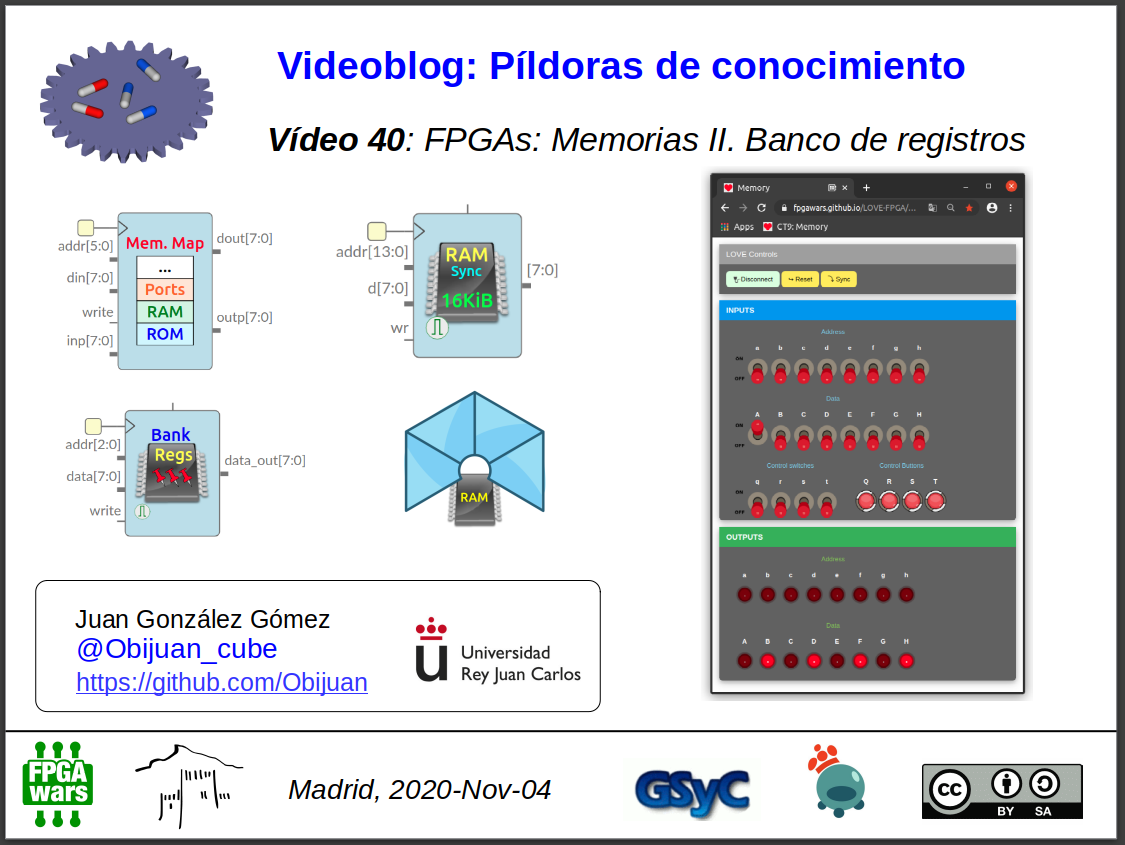 Videoblog: Píldoras de conocimiento
Vídeo 40: FPGAs: Memorias II. Banco de registros
addr[5:0]
din[7:0]
write
inp[7:0]
Mem. Map
...
Ports
RAM
ROM
dout[7:0]
outp[7:0]
addr[13:0]
d[7:0]
wr
RAM
Sync
16KiB
[7:0]
addr[2:0]
data[7:0]
write
Bank
Regs
data_out[7:0]
RAM
Memory
fpgawars.github.io/LOVE-FPGA/...
Apps CT9: Memory
LOVE Controls
Disconnect Reset Sync
INPUTS
Address
a b c d e f g h
ON
OFF
Data
A B C D E F G H
ON
OFF
Control switches Control Buttons
q r s t Q R S T
ON
OFF
OUTPUTS
Address
a b c d e f g h
Data
A B C D E F G H
Juan González Gómez
@Obijuan_cube
https://github.com/Obijuan
u
Universidad
Rey Juan Carlos
FPGA
wars
Madrid, 2020-Nov-04
GSyC
cc
BY SA